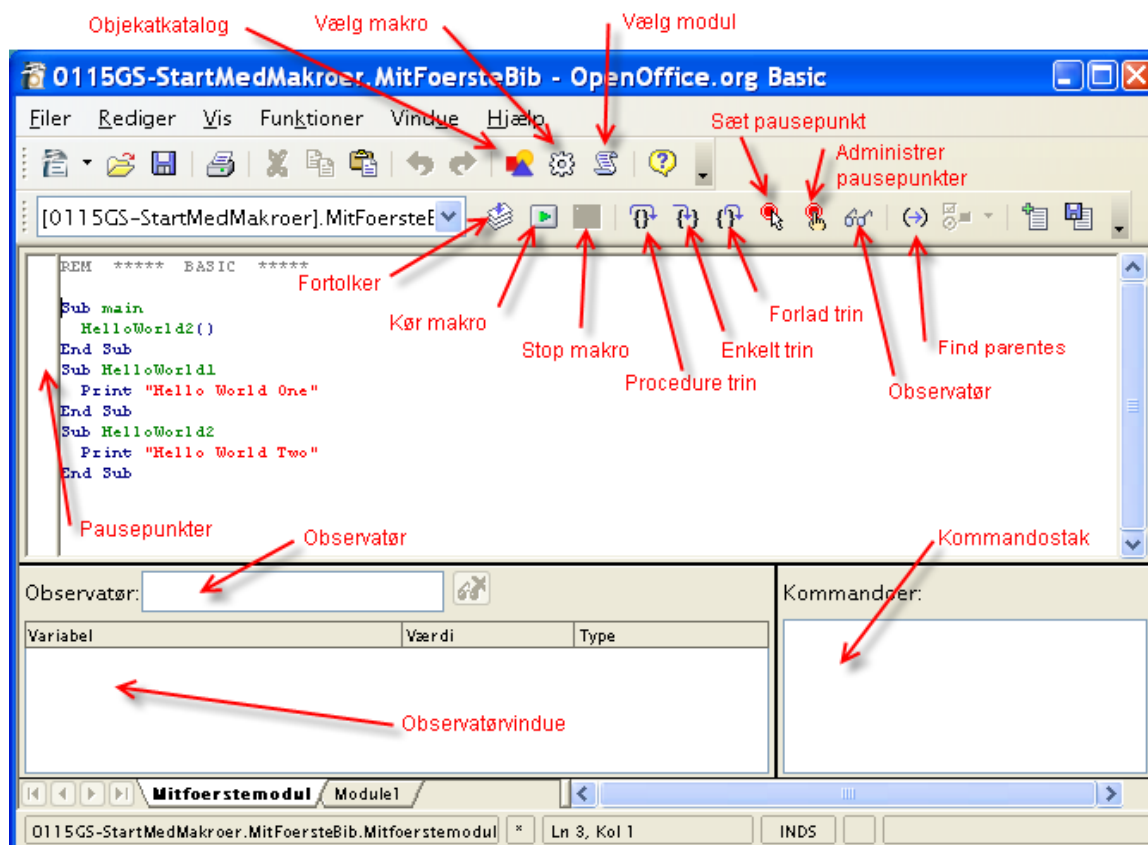 Objekatkatalog
Vælg makro
Vælg modul
0115GS-StartMedMakroer.MitFoersteBib - OpenOffice.org Basic
Filer Rediger Vis Funktioner Vindue Hjælp
Sæt pausepunkt
Administrer
pausepunkter
[0115GS-StartMedMakroer].MitFoersteB
REM ***** BASIC *****
Fortolker
Kør makro
Stop makro
Procedure trin
Enkelt trin
Forlad trin
Observatør
Find parentes
Sub main
HelloWorld2()
End Sub
Sub HelloWorld1
Print "Hello World One"
End Sub
Sub HelloWorld2
Print "Hello World Two"
End Sub
Pausepunkter
Observatør
Kommandostak
Observatør:
Kommandoer:
Variabel Værdi Type
Observatørvindue
Mitfoerstemodul Module1
0115GS-StartMedMakroer.MitFoersteBib.Mitfoerstemodul * Ln 3, Kol 1 INDS